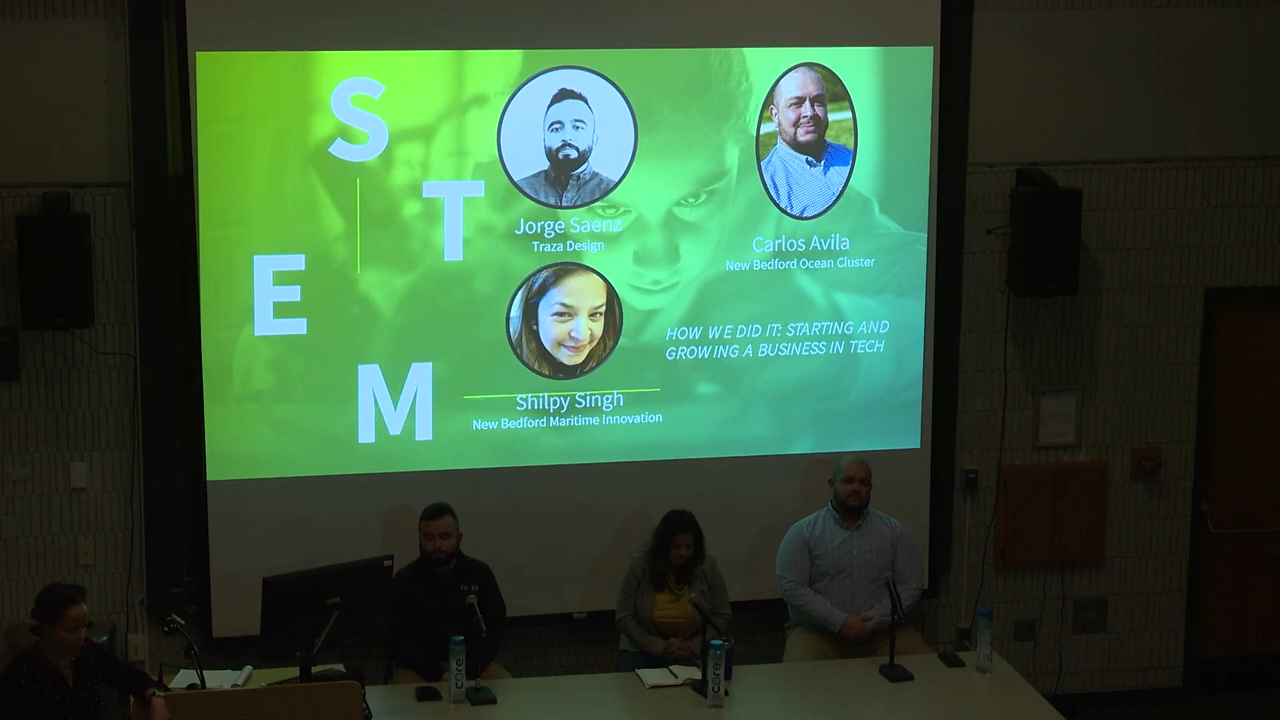 S
T
E
M
Jorge Saenz
Traza Design
Carlos Avila
New Bedford Ocean Cluster
Shilpy Singh
New Bedford Maritime Innovation
HOW WE DID IT: STARTING AND
GROWING A BUSINESS IN TECH
core
core